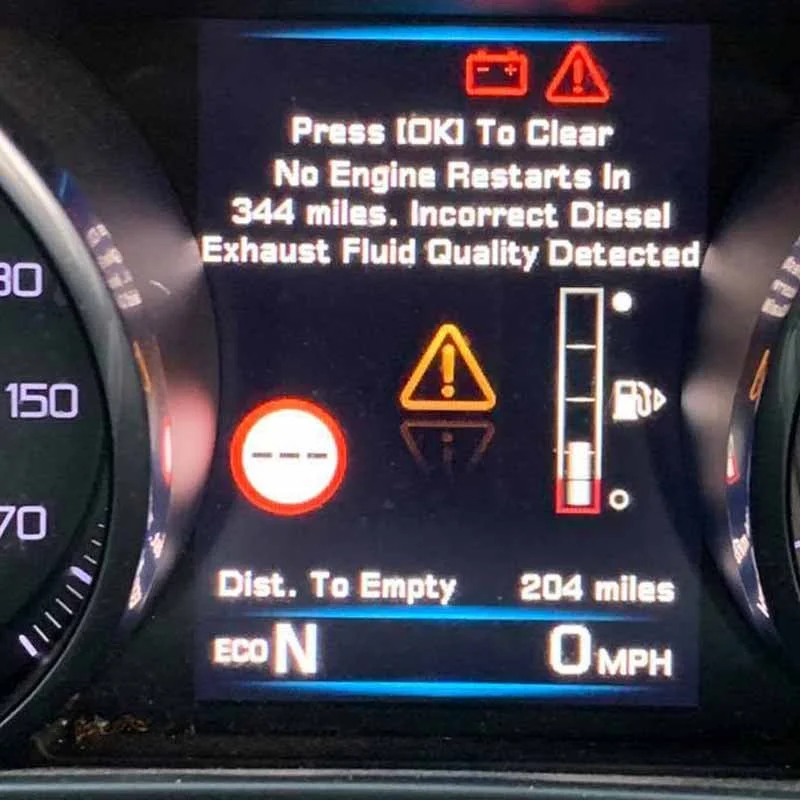 Press [OK] To Clear
No Engine Restarts In
344 miles. Incorrect Diesel
Exhaust Fluid Quality Detected
150
Dist. To Empty 204 miles
ECO N 0 MPH